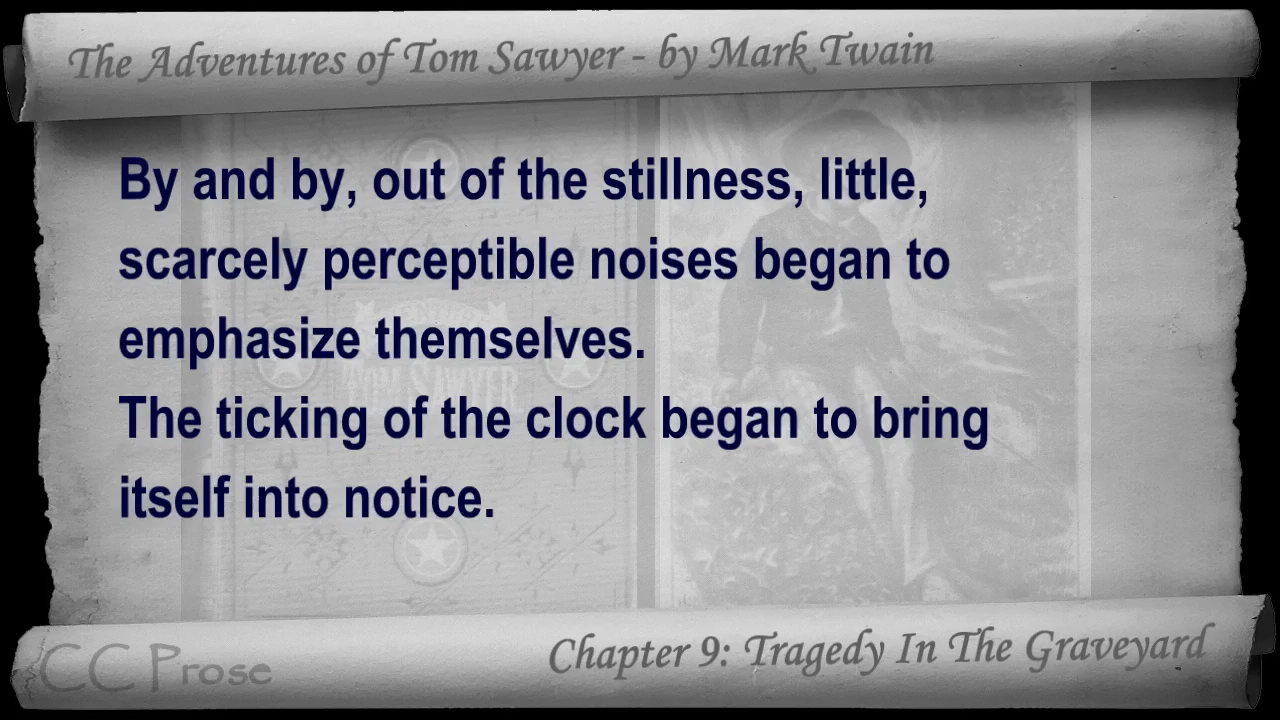 The Adventures of Tom Sawyer - by Mark Twain
By and by, out of the stillness, little,
scarcely perceptible noises began to
emphasize themselves.
The ticking of the clock began to bring
itself into notice.
TOM SAWYER
CC Prose
Chapter 9: Tragedy In The Graveyard